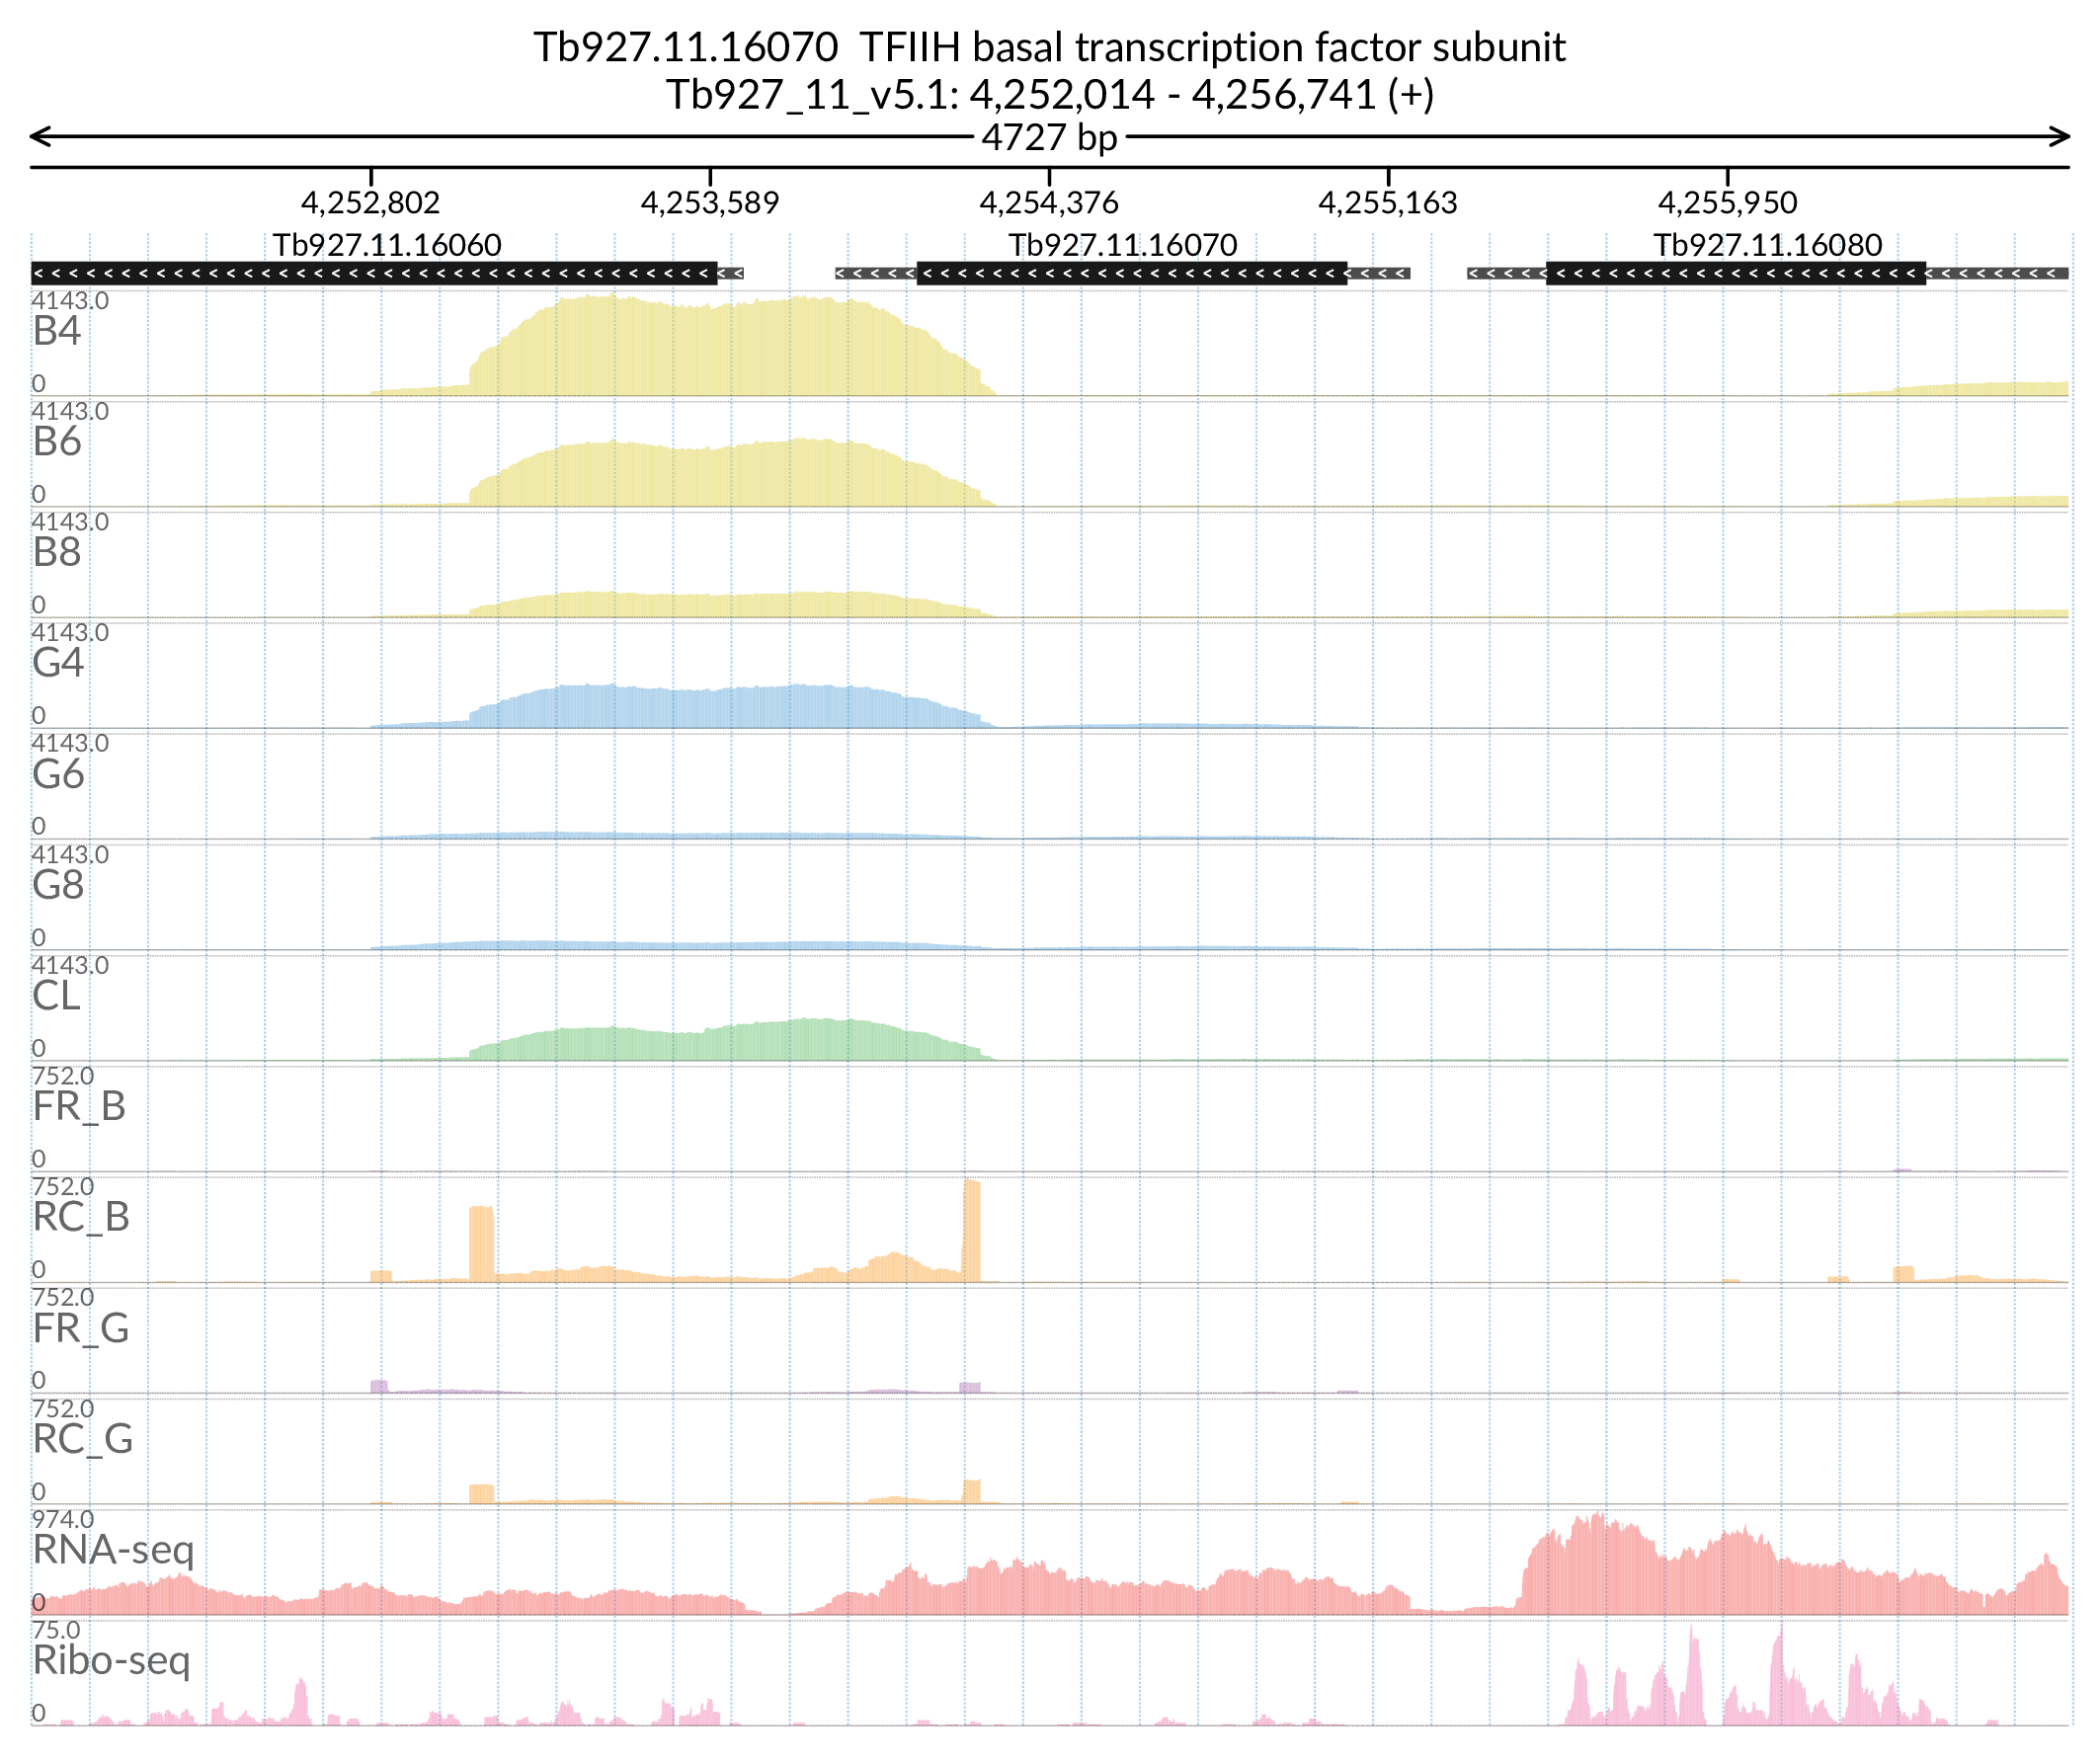 Tb927.11.16070  TFIIH basal transcription factor subunit
Tb927_11_v5.1: 4,252,014 - 4,256,741 (+)
4727 bp
4,252,802 4,253,589 4,254,376 4,255,163 4,255,950
Tb927.11.16060 Tb927.11.16070 Tb927.11.16080
4143.0
B4
0
4143.0
B6
0
4143.0
B8
0
4143.0
G4
0
4143.0
G6
0
4143.0
G8
0
4143.0
CL
0
752.0
FR_B
0
752.0
RC_B
0
752.0
FR_G
0
752.0
RC_G
0
974.0
RNA-seq
0
75.0
Ribo-seq
0